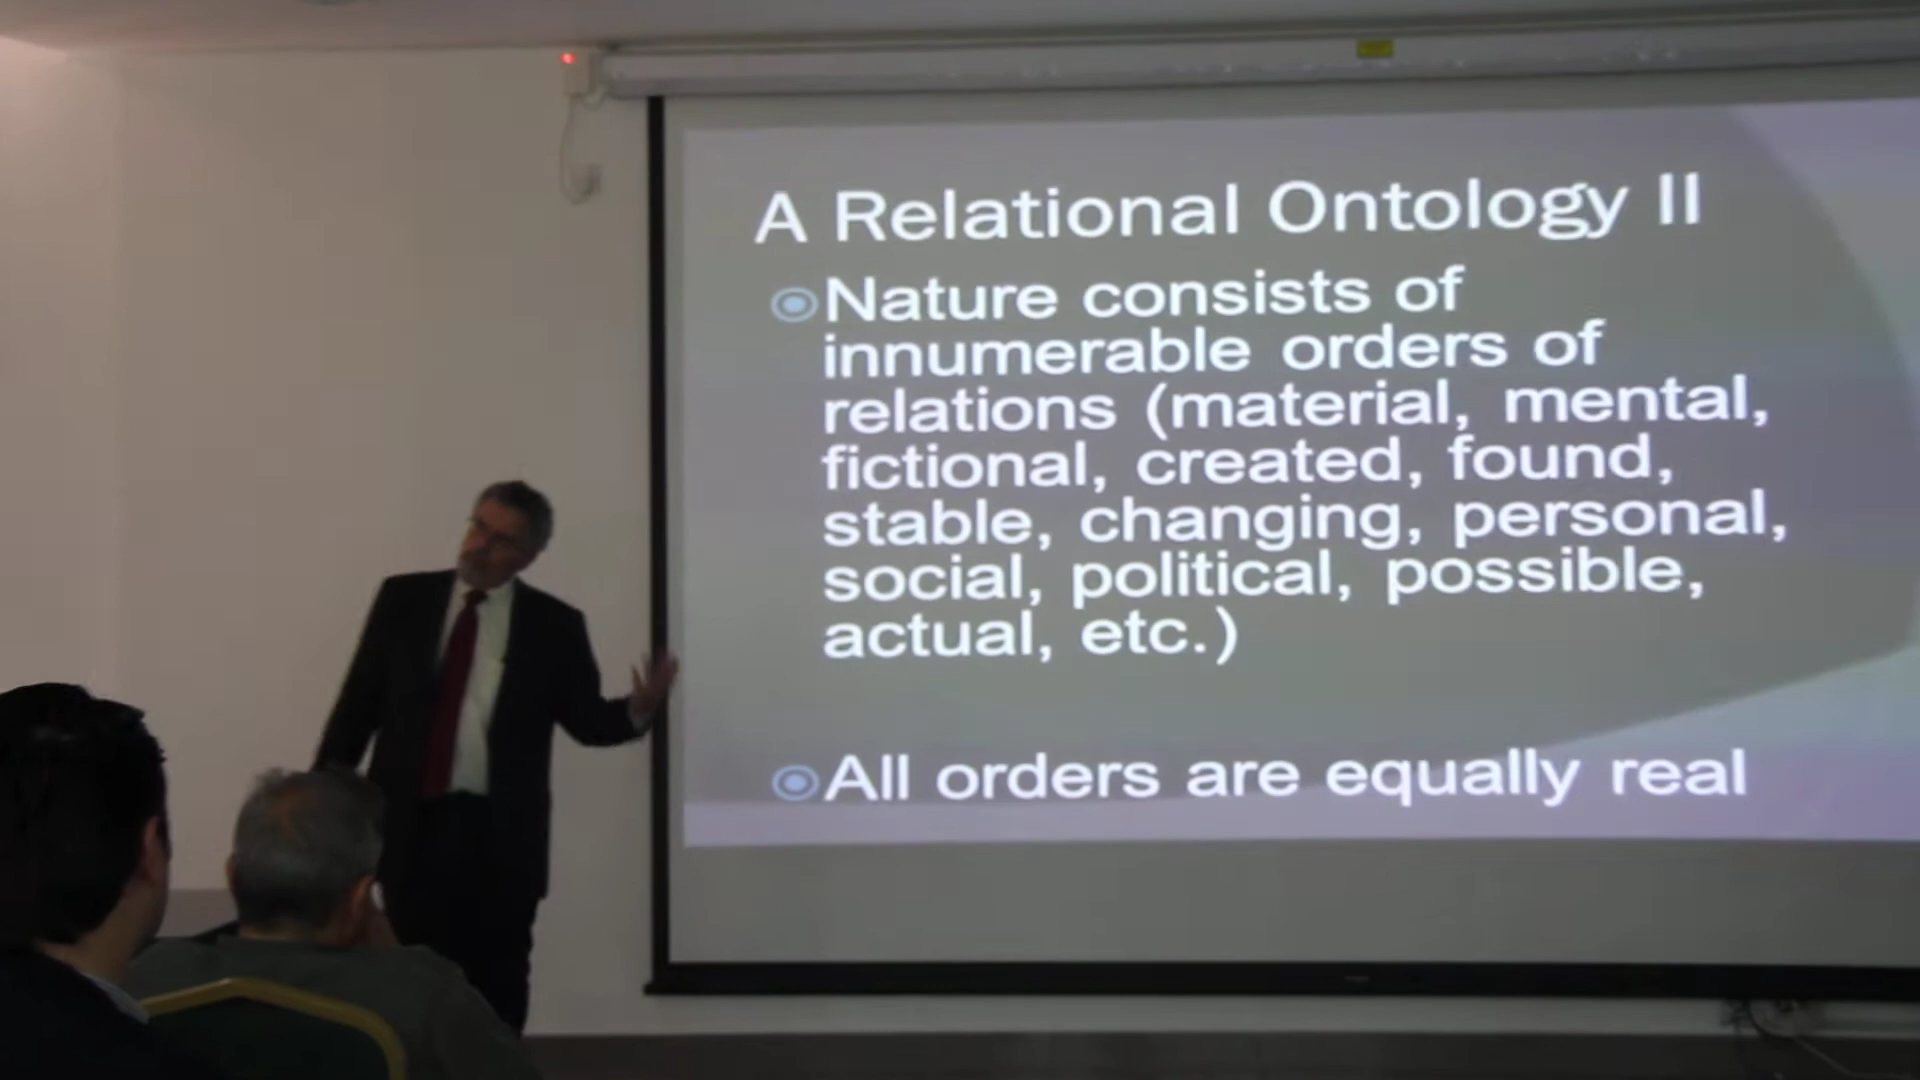 A Relational Ontology II
Nature consists of
innumerable orders of
relations (material, mental,
fictional, created, found,
stable, changing, personal,
social, political, possible,
actual, etc.)
All orders are equally real